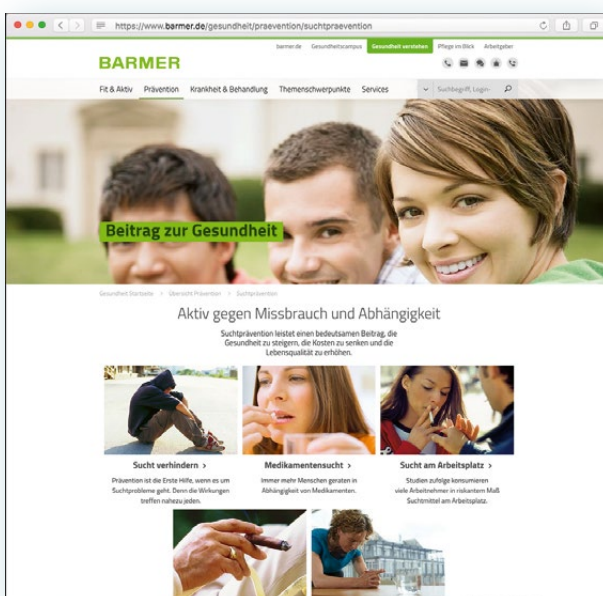 https://www.barmer.de/gesundheit/praevention/suchtpraevention
barmer.de Gesundheitscampus Gesundheit verstehen Pflege im Blick Arbeitgeber
BARMER
Fit & Aktiv Prävention Krankheit & Behandlung Themenschwerpunkte Services Suchbegriff, Login-
Beitrag zur Gesundheit
Gesundheit Startseite > Übersicht Prävention > Suchtprävention
Aktiv gegen Missbrauch und Abhängigkeit
Suchtprävention leistet einen bedeutsamen Beitrag, die
Gesundheit zu steigern, die Kosten zu senken und die
Lebensqualität zu erhöhen.
Sucht verhindern > Medikamentensucht > Sucht am Arbeitsplatz >
Prävention ist die Erste Hilfe, wenn es um
Suchtprobleme geht. Denn die Wirkungen
treffen nahezu jeden.
Immer mehr Menschen geraten in
Abhängigkeit von Medikamenten.
Studien zufolge konsumieren
viele Arbeitnehmer in riskantem Maß
Suchtmittel am Arbeitsplatz.